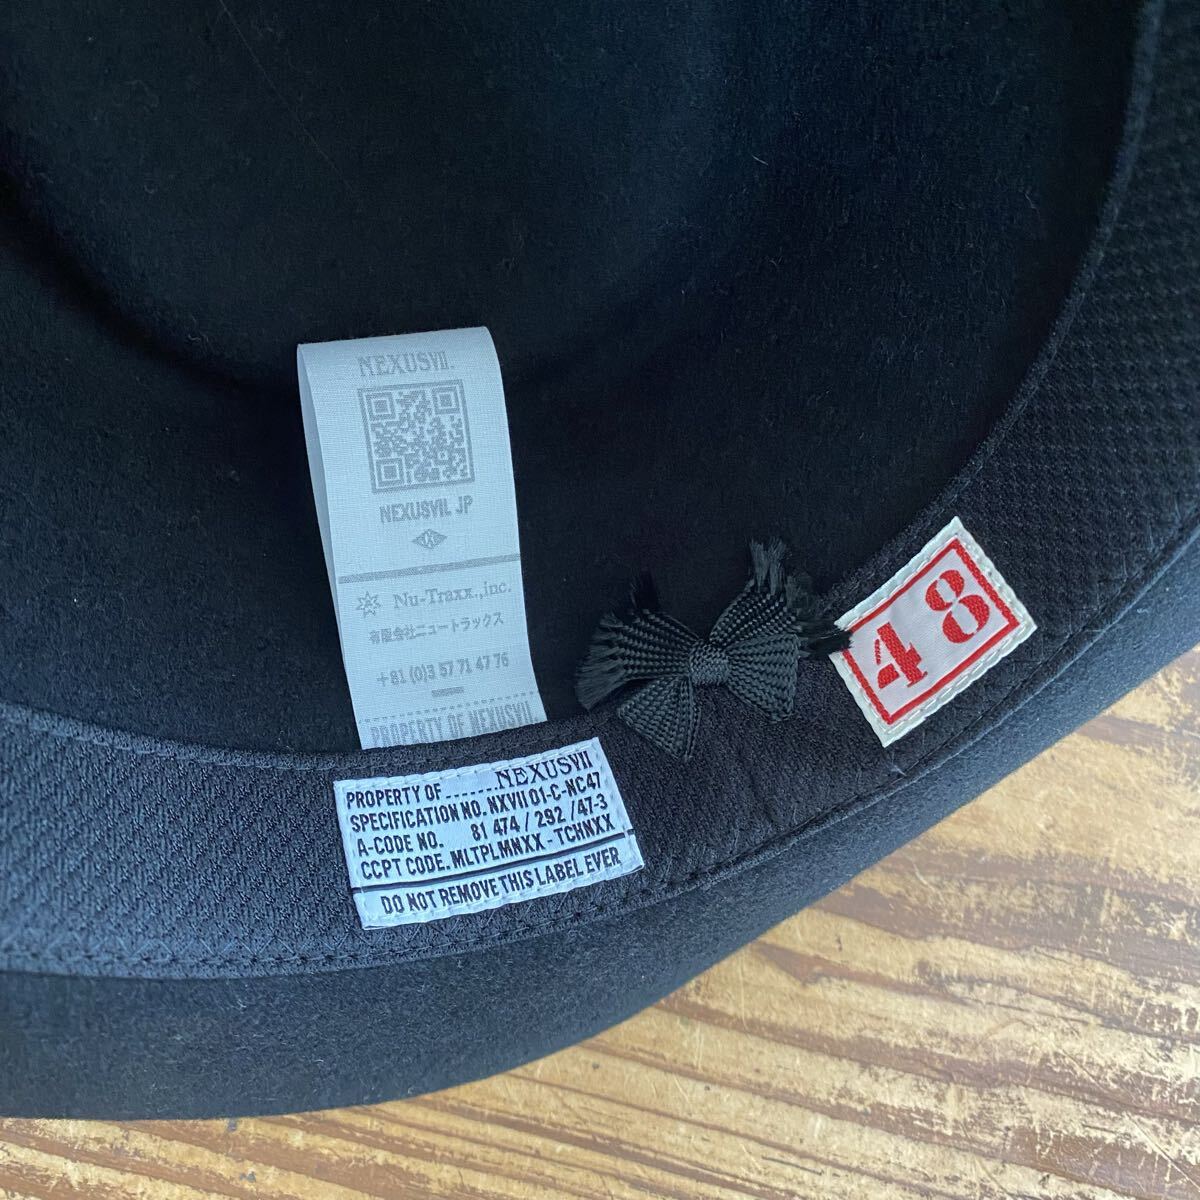 NEXUSVII.
NEXUSVII. JP
Nu-Traxx.,inc.
有限会社ニュートラックス
+81 (0)3 57 71 47 76
PROPERTY OF NEXUSVII
PROPERTY OF ....... NEXUSVII
SPECIFICATION NO. NXVII 01-C-NC47
A-CODE NO. 81 474 / 292 /47-3
CCPT CODE. MLTPLMNXX - TCHNXX
DO NOT REMOVE THIS LABEL EVER
48